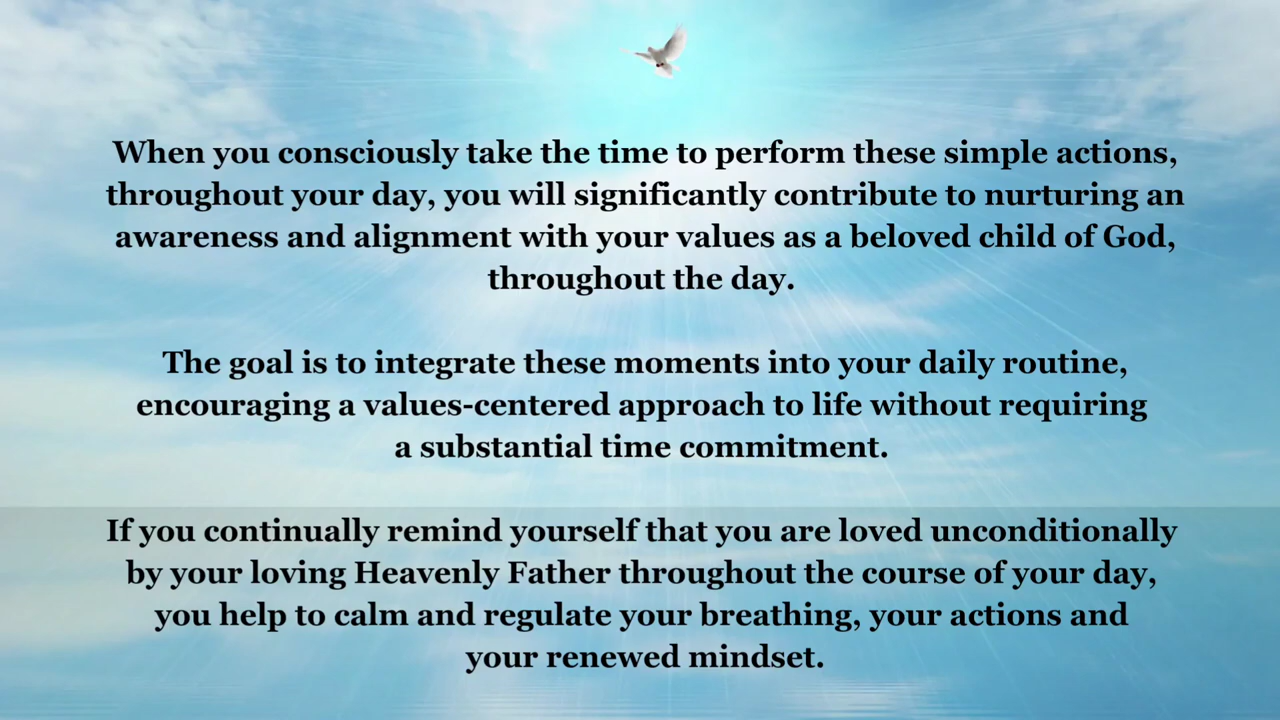 When you consciously take the time to perform these simple actions,
throughout your day, you will significantly contribute to nurturing an
awareness and alignment with your values as a beloved child of God,
throughout the day.
The goal is to integrate these moments into your daily routine,
encouraging a values-centered approach to life without requiring
a substantial time commitment.
If you continually remind yourself that you are loved unconditionally
by your loving Heavenly Father throughout the course of your day,
you help to calm and regulate your breathing, your actions and
your renewed mindset.